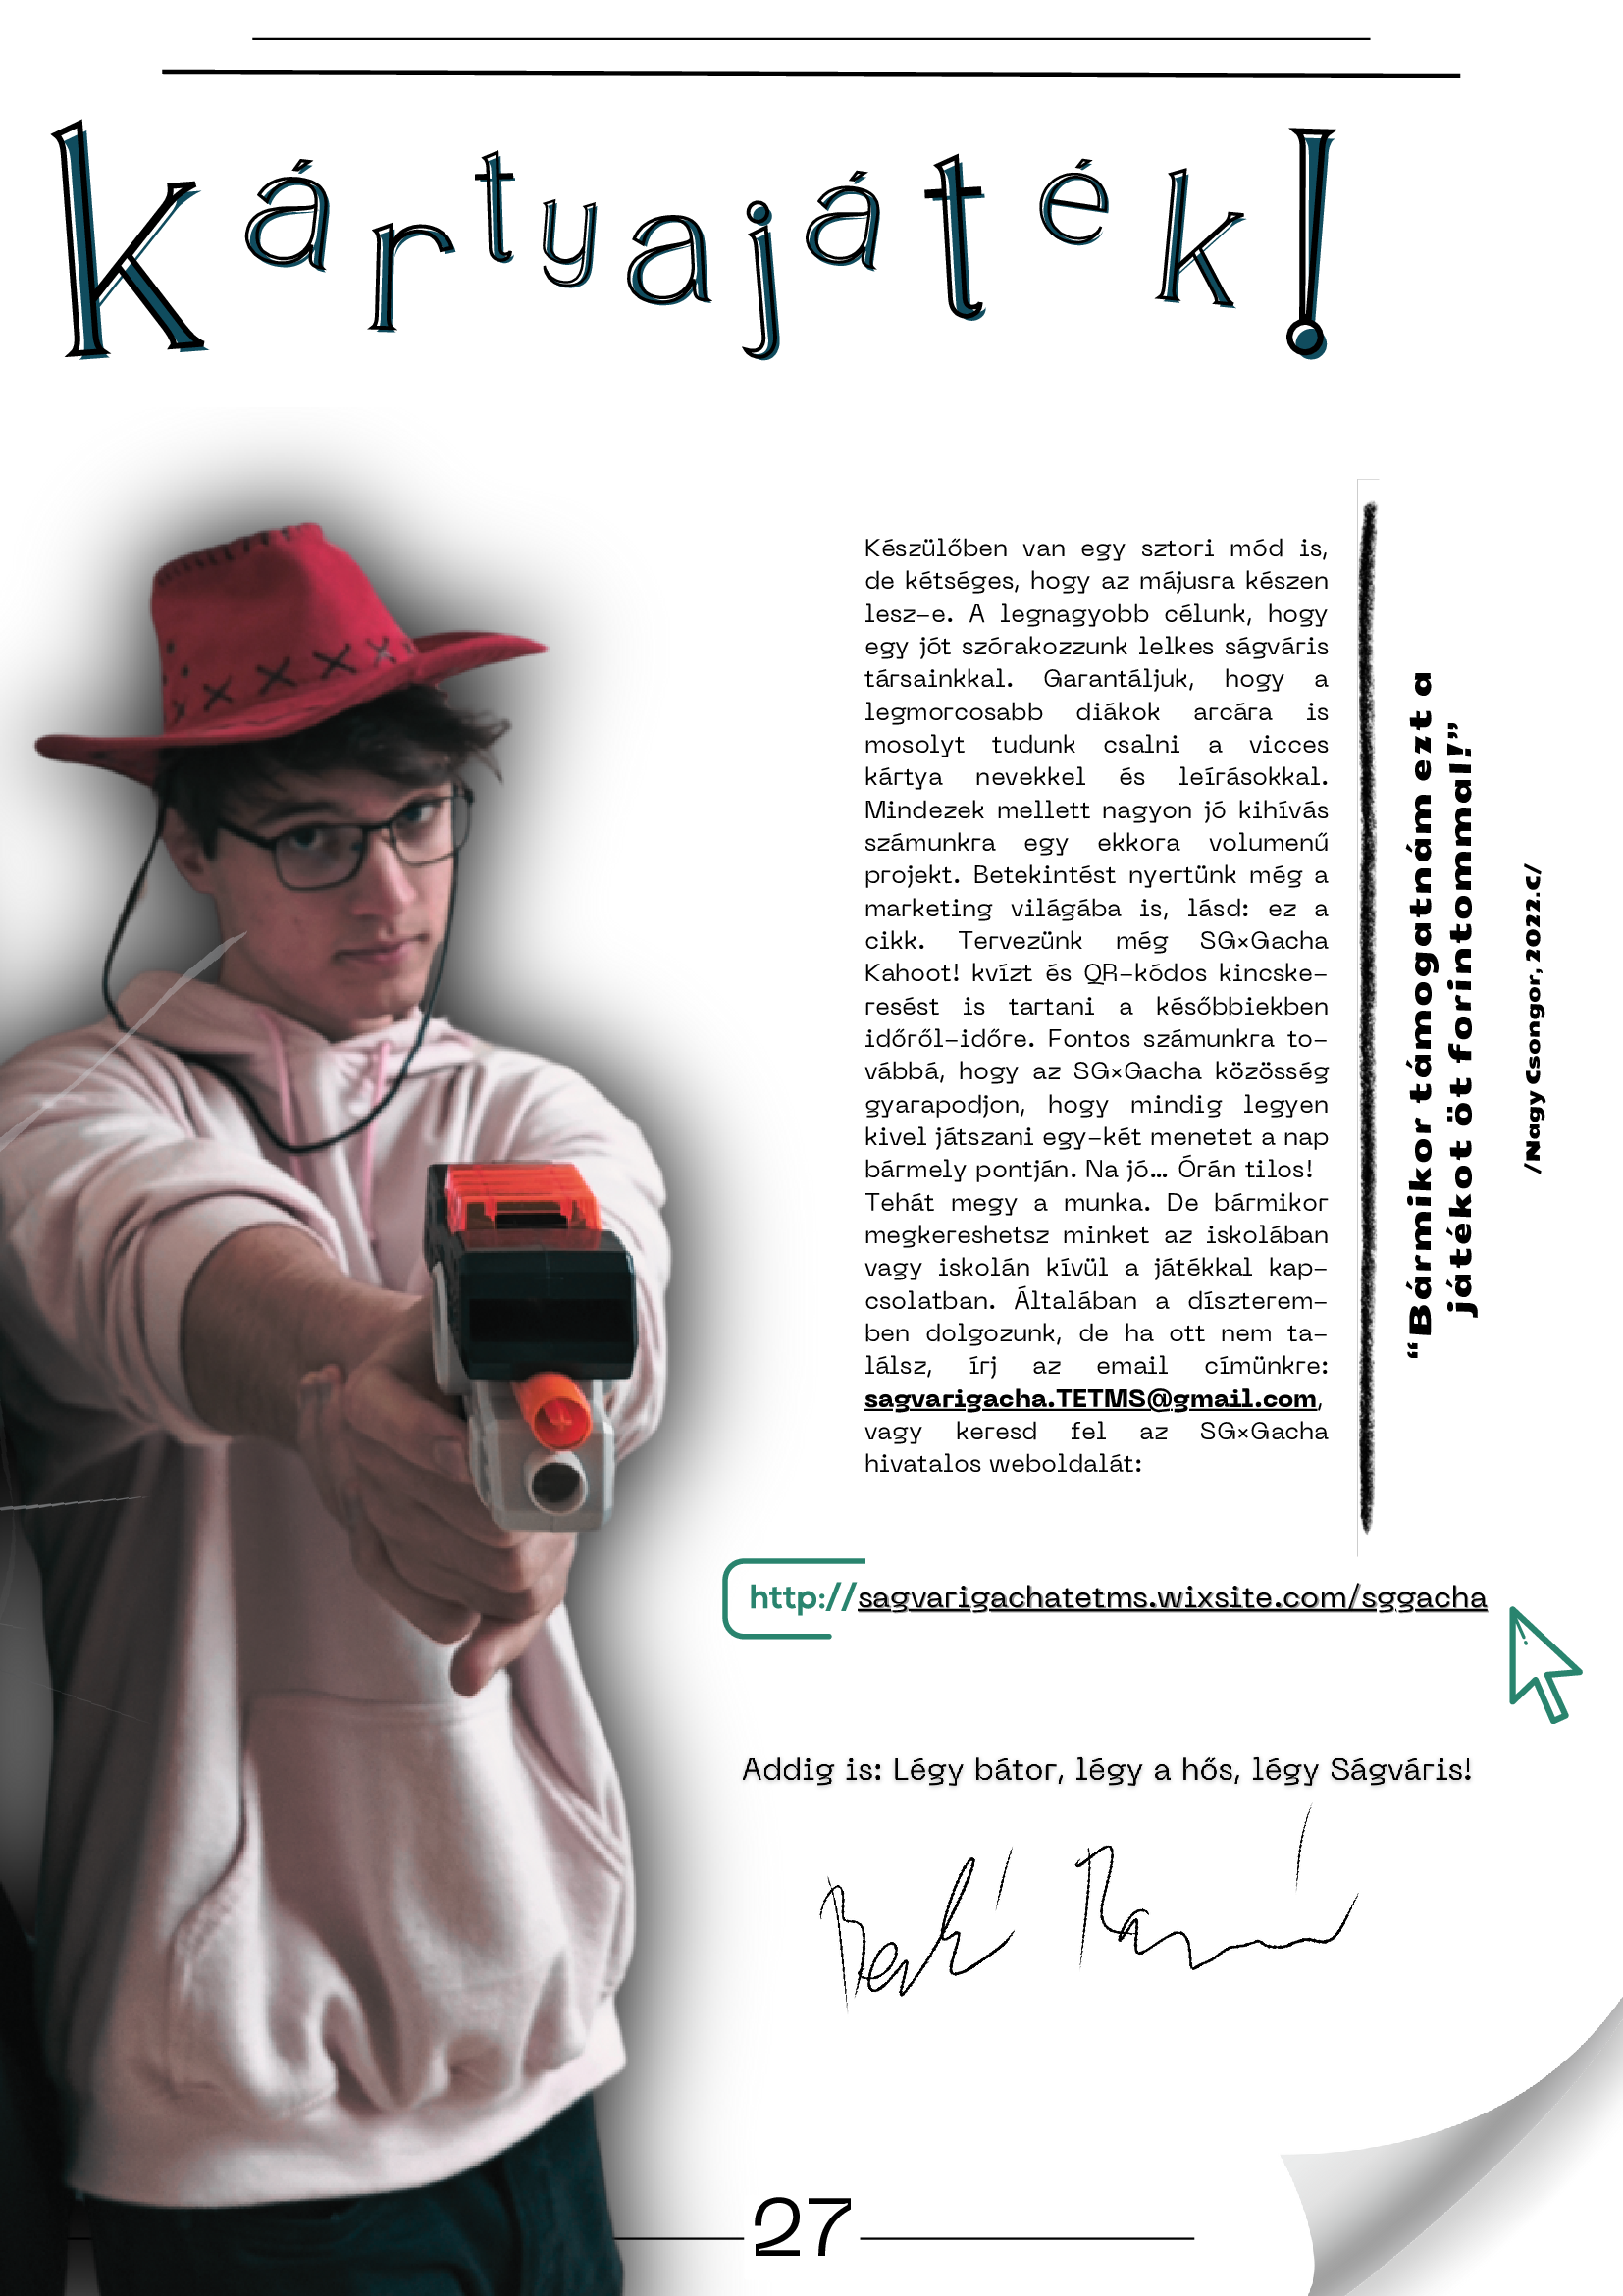 kártyajáték!
Készülőben van egy sztori mód is,
de kétséges, hogy az májusra készen
lesz-e. A legnagyobb célunk, hogy
egy jót szórakozzunk lelkes ságváris
társainkkal. Garantáljuk, hogy a
legmorcosabb diákok arcára is
mosolyt tudunk csalni a vicces
kártya nevekkel és leírásokkal.
Mindezek mellett nagyon jó kihívás
számunkra egy ekkora volumenű
projekt. Betekintést nyertünk még a
marketing világába is, lásd: ez a
cikk. Tervezünk még SG×Gacha
Kahoot! kvízt és QR-kódos kincske-
resést is tartani a későbbiekben
időről-időre. Fontos számunkra to-
vábbá, hogy az SG×Gacha közösség
gyarapodjon, hogy mindig legyen
kivel játszani egy-két menetet a nap
bármely pontján. Na jó... Órán tilos!
Tehát megy a munka. De bármikor
megkereshetsz minket az iskolában
vagy iskolán kívül a játékkal kap-
csolatban. Általában a díszterem-
ben dolgozunk, de ha ott nem ta-
lálsz, írj az email címünkre:
sagvarigacha.TETMS@gmail.com,
vagy keresd fel az SG×Gacha
hivatalos weboldalát:
“Bármikor támogatnám ezt a
játékot öt forintommal!”
/Nagy Csongor, 2022.C/
http://sagvarigachatetms.wixsite.com/sggacha
Addig is: Légy bátor, légy a hős, légy Ságváris!
27